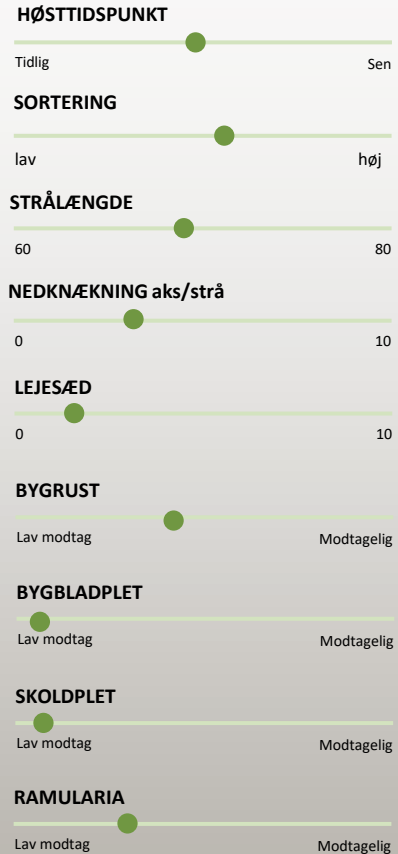 HØSTTIDSPUNKT
Tidlig Sen
SORTERING
lav høj
STRÅLÆNGDE
60 80
NEDKNÆKNING aks/strå
0 10
LEJESÆD
0 10
BYGRUST
Lav modtag Modtagelig
BYGBLADPLET
Lav modtag Modtagelig
SKOLDPLET
Lav modtag Modtagelig
RAMULARIA
Lav modtag Modtagelig